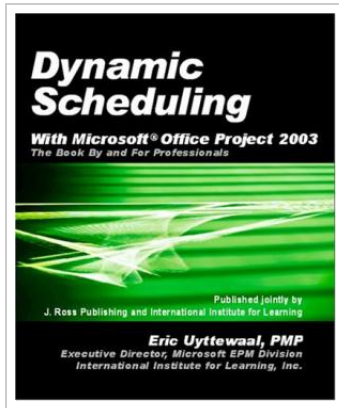 Dynamic
Scheduling
With Microsoft® Office Project 2003
The Book By and For Professionals
Published jointly by
J. Ross Publishing and International Institute for Learning
Eric Uyttewaal, PMP
Executive Director, Microsoft EPM Division
International Institute for Learning, Inc.